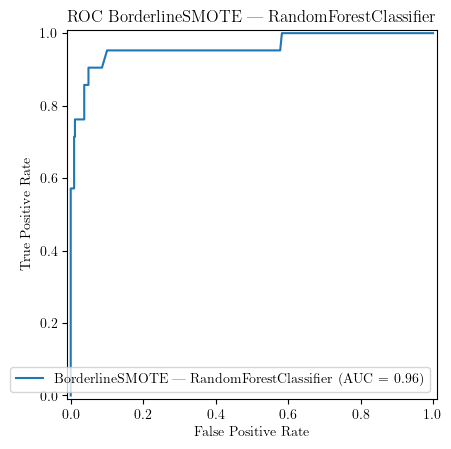 ROC BorderlineSMOTE — RandomForestClassifier
1.0
0.8
0.6
0.4
0.2
0.0
True Positive Rate
BorderlineSMOTE — RandomForestClassifier (AUC = 0.96)
0.0 0.2 0.4 0.6 0.8 1.0
False Positive Rate